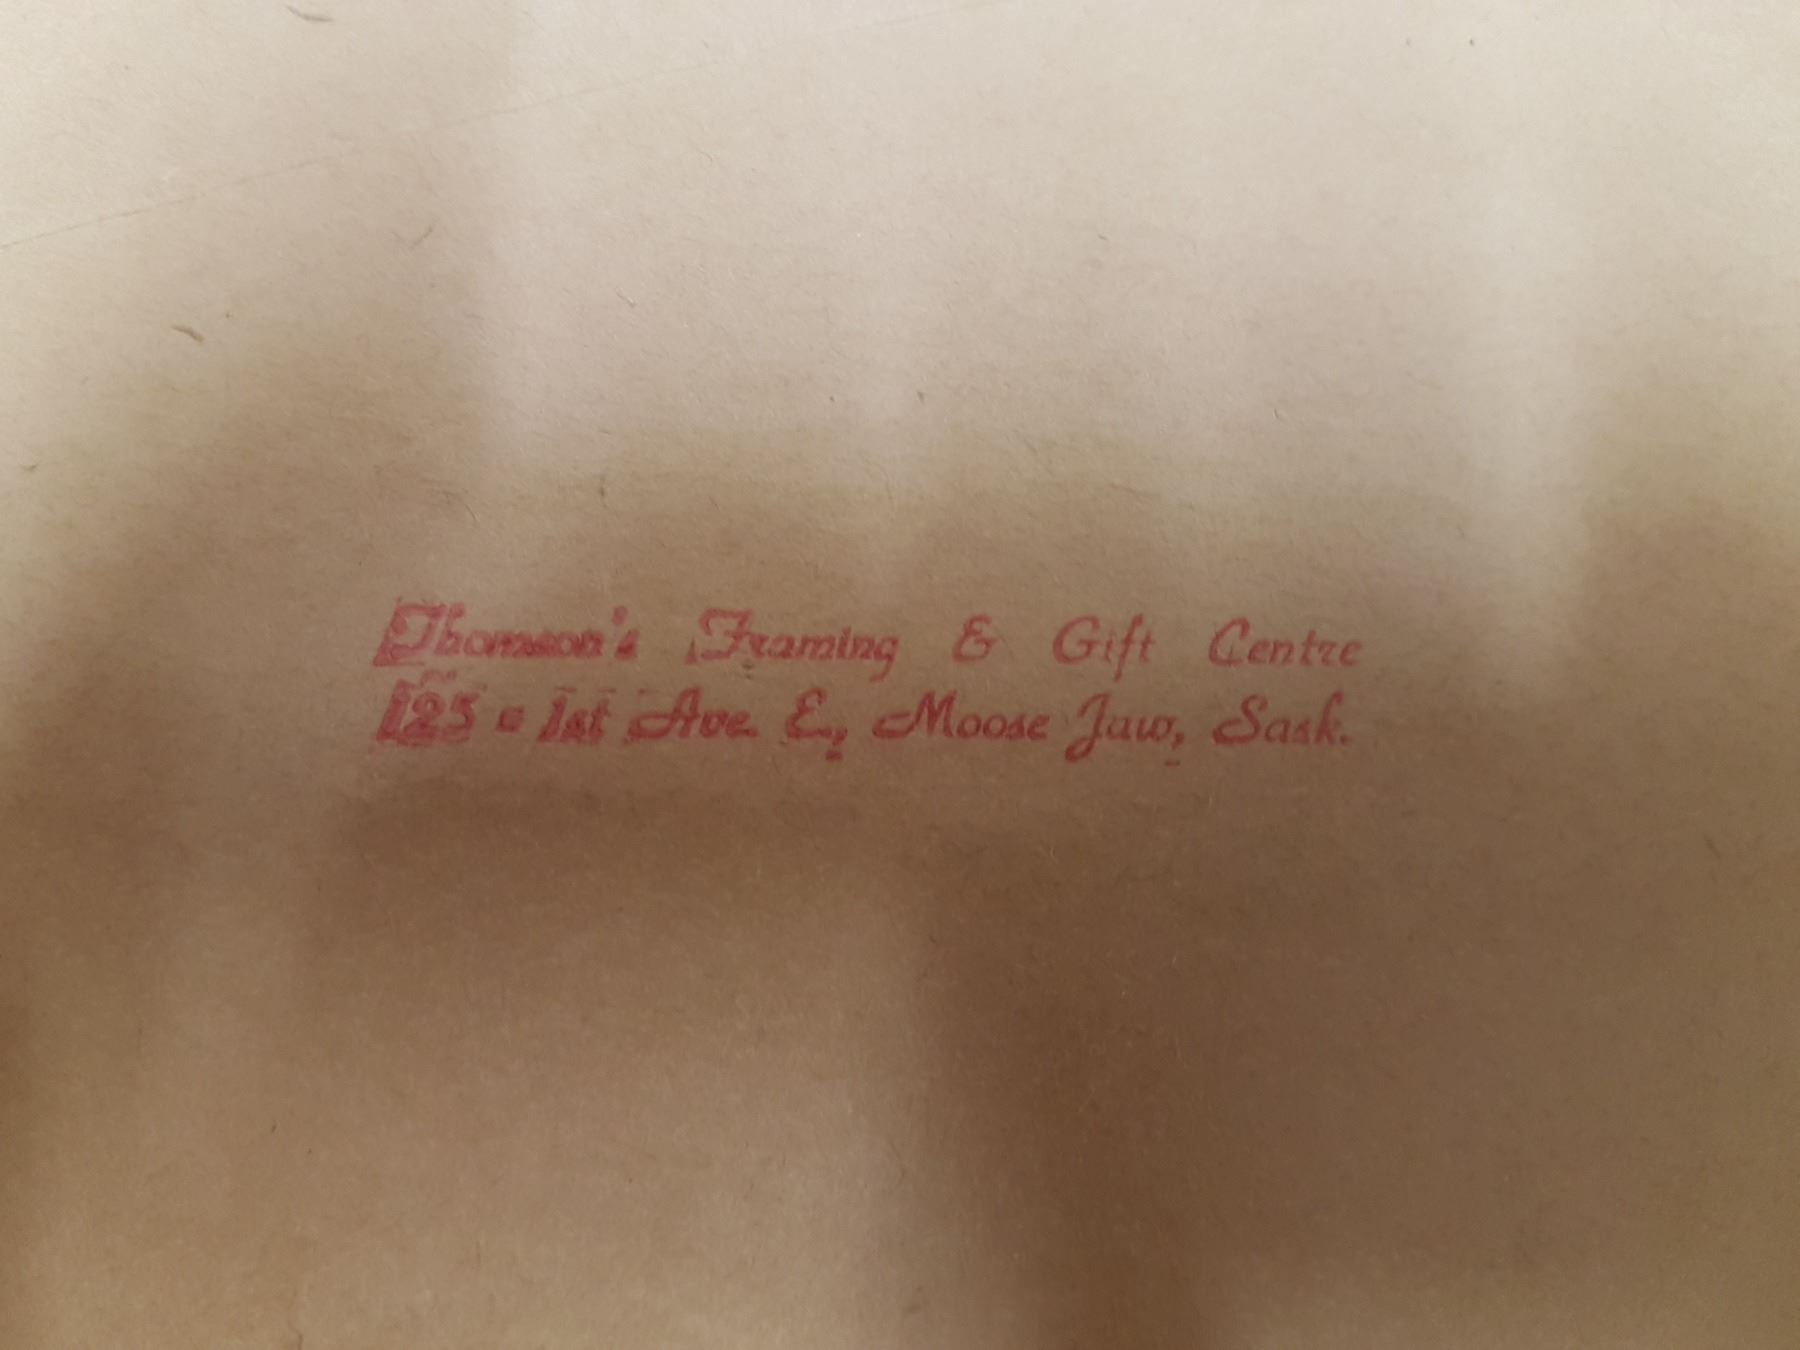 Thomson's Framing & Gift Centre
125 - 1st Ave. E, Moose Jaw, Sask.